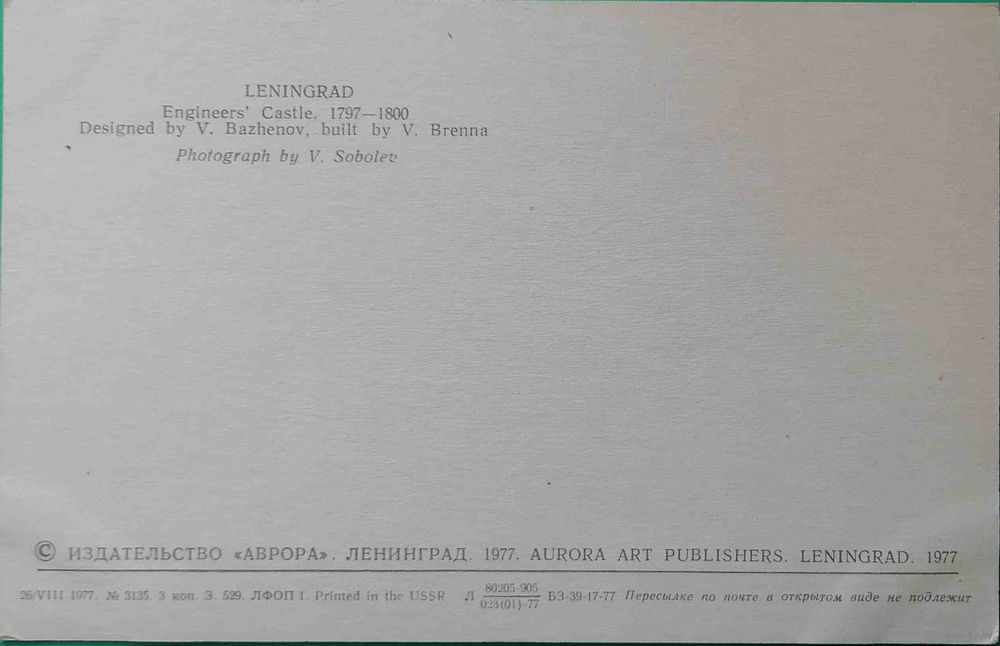 LENINGRAD
Engineers' Castle. 1797—1800
Designed by V. Bazhenov, built by V. Brenna
Photograph by V. Sobolev
© ИЗДАТЕЛЬСТВО «АВРОРА». ЛЕНИНГРАД. 1977. AURORA ART PUBLISHERS. LENINGRAD. 1977
26/VIII 1977. № 3135. 3 коп. З. 529. ЛФОП 1. Printed in the USSR Л 80205-905 / 023(01)-77 БЗ-39-17-77 Пересылке по почте в открытом виде не подлежит